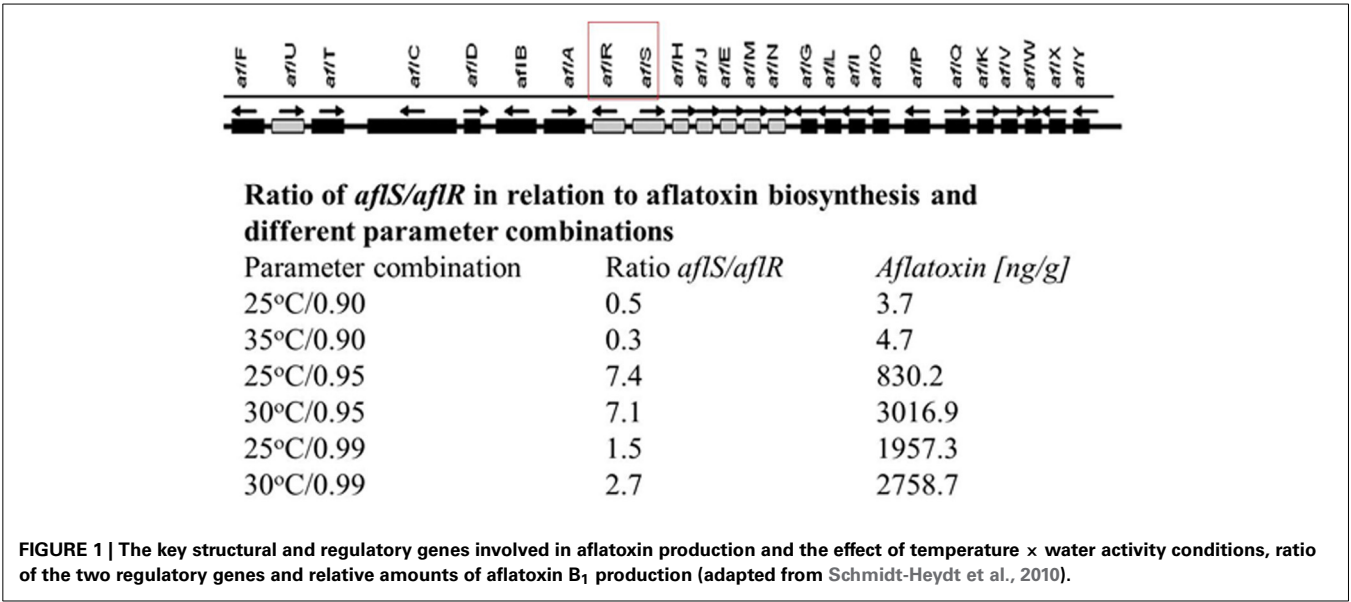 aflF aflU aflT aflC aflD aflB aflA aflR aflS aflH aflJ aflE aflM aflN aflG aflL aflI aflO aflP aflQ aflK aflV aflW aflX aflY
Ratio of aflS/aflR in relation to aflatoxin biosynthesis and
different parameter combinations
Parameter combination Ratio aflS/aflR Aflatoxin [ng/g]
25°C/0.90 0.5 3.7
35°C/0.90 0.3 4.7
25°C/0.95 7.4 830.2
30°C/0.95 7.1 3016.9
25°C/0.99 1.5 1957.3
30°C/0.99 2.7 2758.7
FIGURE 1 | The key structural and regulatory genes involved in aflatoxin production and the effect of temperature × water activity conditions, ratio
of the two regulatory genes and relative amounts of aflatoxin B₁ production (adapted from Schmidt-Heydt et al., 2010).